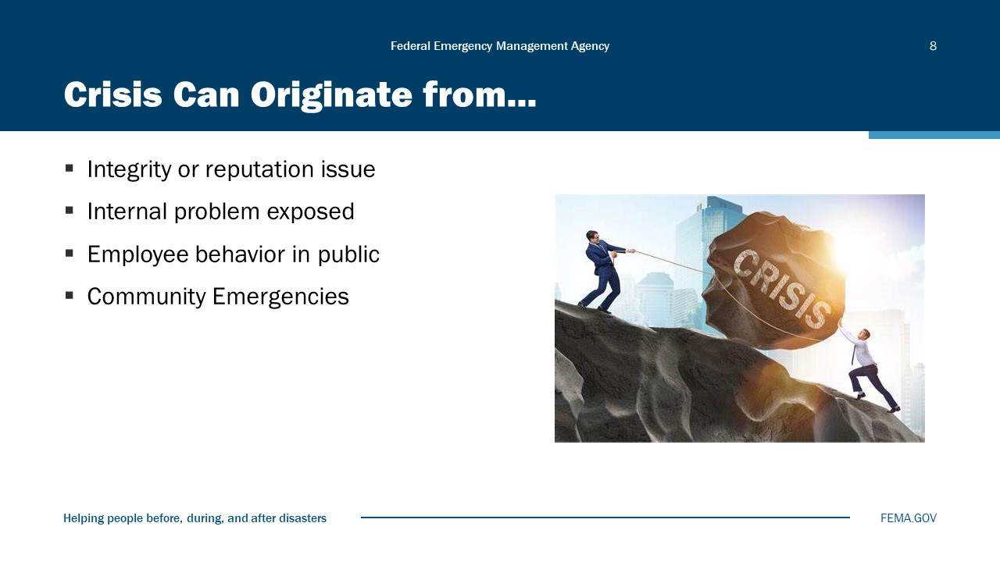 Federal Emergency Management Agency
8
Crisis Can Originate from...
▪ Integrity or reputation issue
▪ Internal problem exposed
▪ Employee behavior in public
▪ Community Emergencies
CRISIS
Helping people before, during, and after disasters
FEMA.GOV